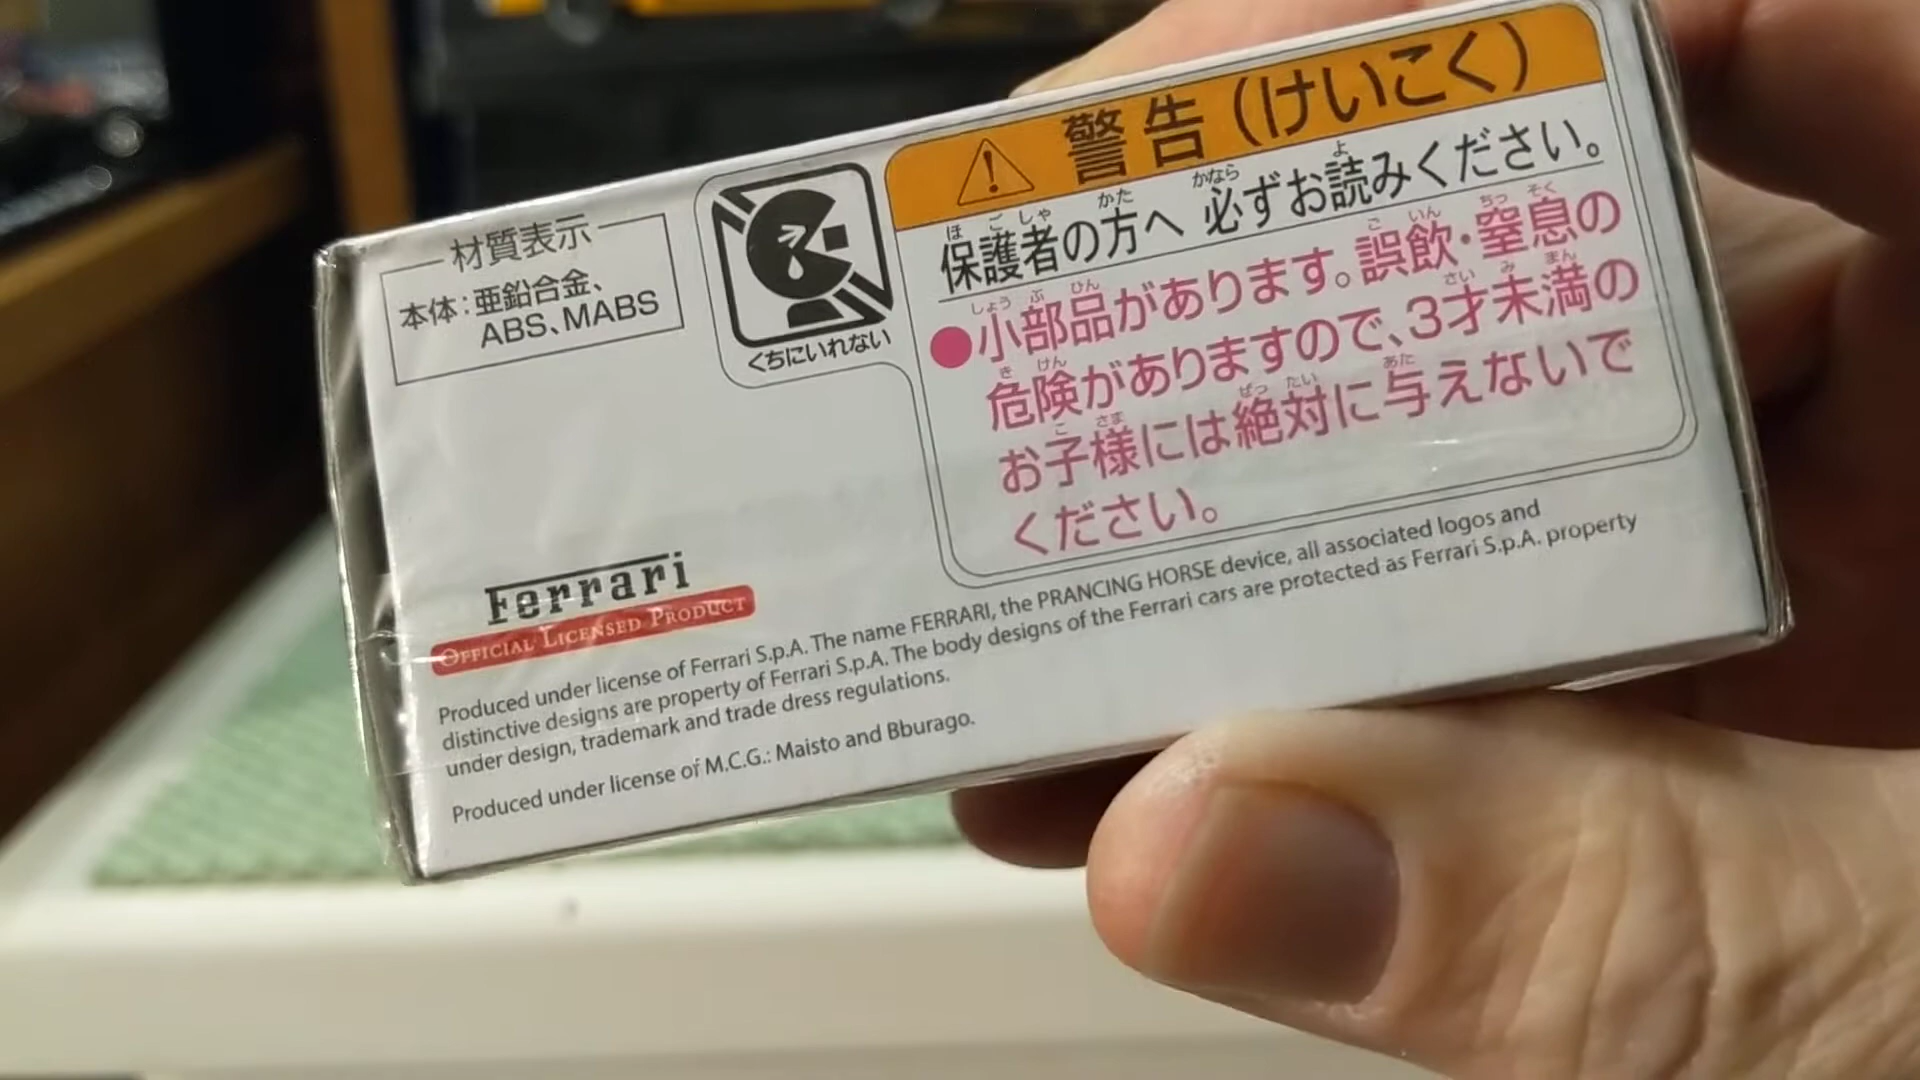 材質表示
本体:亜鉛合金、
ABS、MABS
くちにいれない
警告(けいこく)
保護者の方へ 必ずお読みください。
●小部品があります。誤飲・窒息の
危険がありますので、3才未満の
お子様には絶対に与えないで
ください。
Ferrari
OFFICIAL LICENSED PRODUCT
Produced under license of Ferrari S.p.A. The name FERRARI, the PRANCING HORSE device, all associated logos and
distinctive designs are property of Ferrari S.p.A. The body designs of the Ferrari cars are protected as Ferrari S.p.A. property
under design, trademark and trade dress regulations.
Produced under license of M.C.G.: Maisto and Bburago.